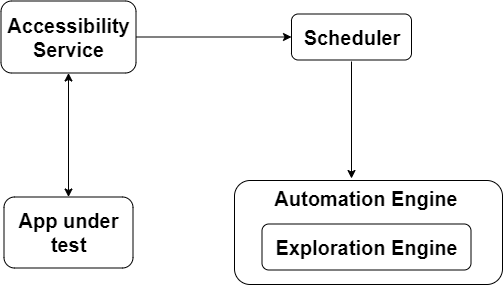 Accessibility
Service
Scheduler
App under
test
Automation Engine
Exploration Engine